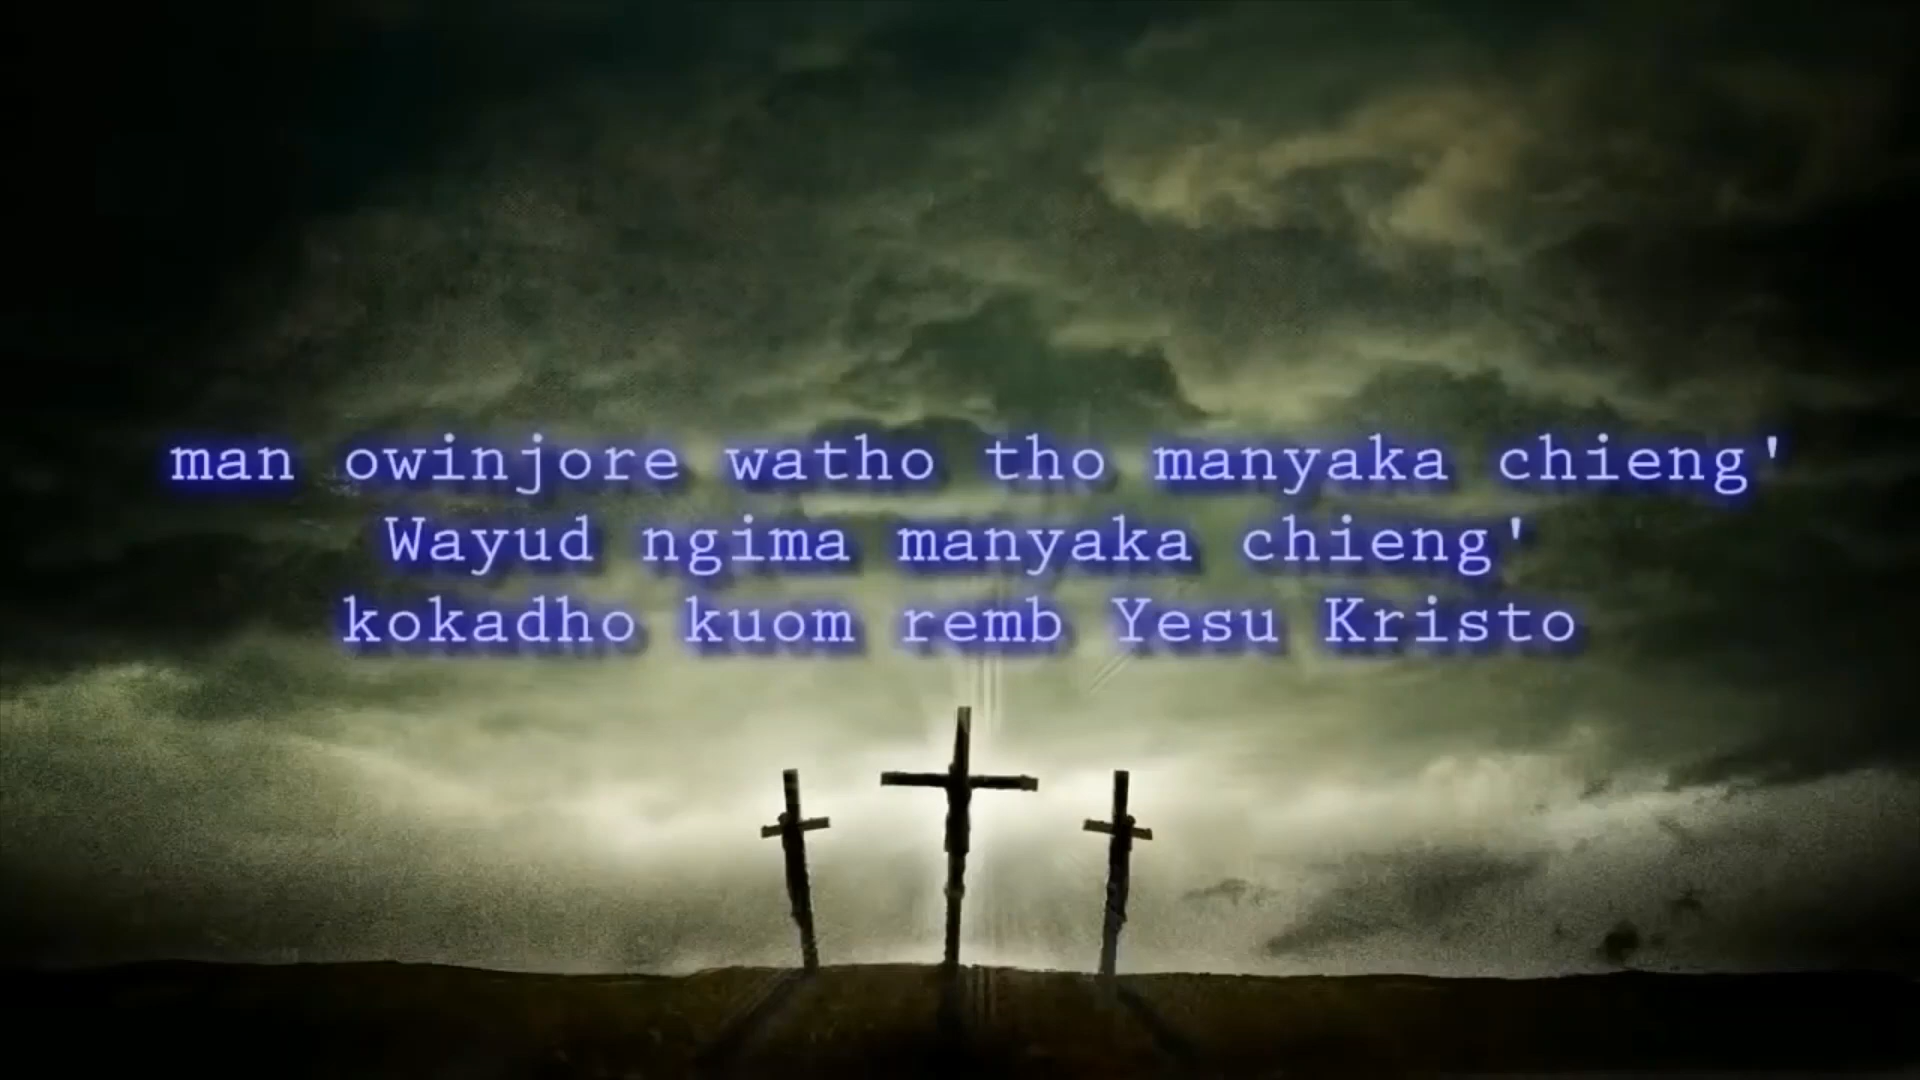 man owinjore watho tho manyaka chieng'
Wayud ngima manyaka chieng'
kokadho kuom remb Yesu Kristo